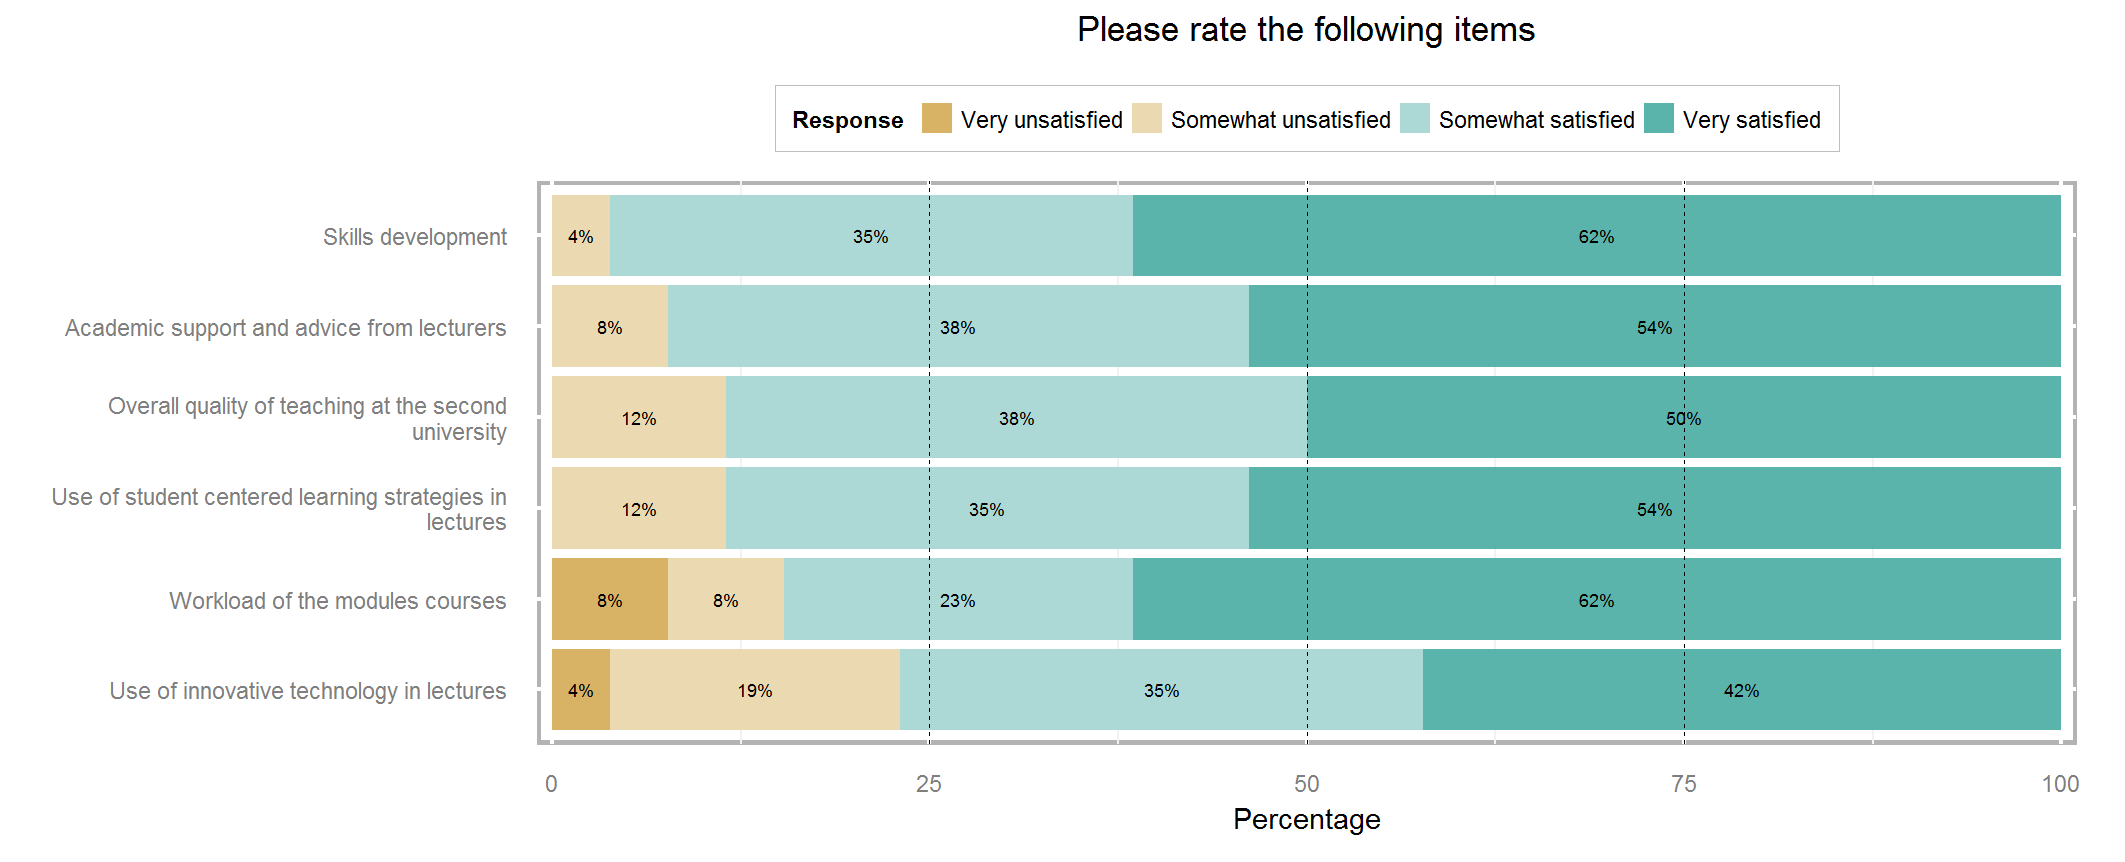 Please rate the following items
Response Very unsatisfied Somewhat unsatisfied Somewhat satisfied Very satisfied
Skills development 4% 35% 62%
Academic support and advice from lecturers 8% 38% 54%
Overall quality of teaching at the second
university 12% 38% 50%
Use of student centered learning strategies in
lectures 12% 35% 54%
Workload of the modules courses 8% 8% 23% 62%
Use of innovative technology in lectures 4% 19% 35% 42%
0 25 50 75 100
Percentage